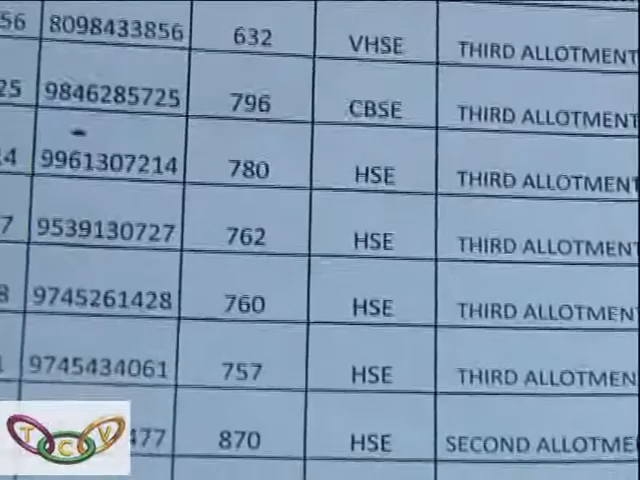 56 8098433856 632 VHSE THIRD ALLOTMENT
25 9846285725 796 CBSE THIRD ALLOTMENT
14 9961307214 780 HSE THIRD ALLOTMENT
7 9539130727 762 HSE THIRD ALLOTMENT
8 9745261428 760 HSE THIRD ALLOTMENT
9745434061 757 HSE THIRD ALLOTMEN
477 870 HSE SECOND ALLOTME
TCV